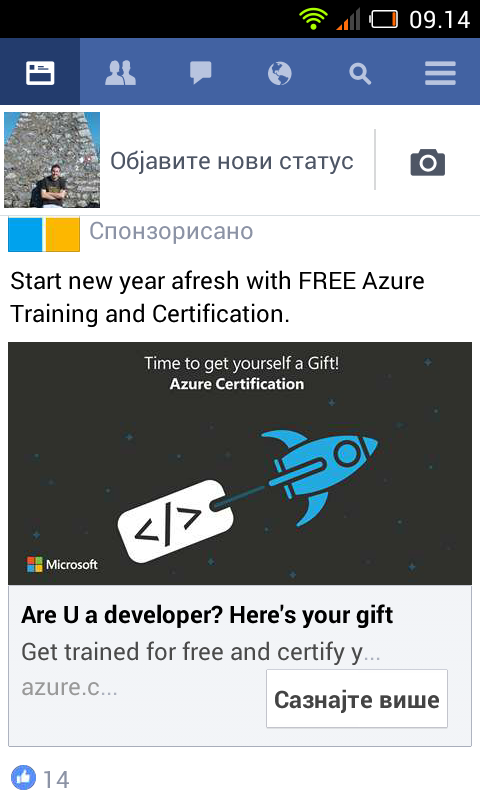 09.14
Објавите нови статус
Спонзорисано
Start new year afresh with FREE Azure
Training and Certification.
Time to get yourself a Gift!
Azure Certification
</>
Microsoft
Are U a developer? Here's your gift
Get trained for free and certify y...
azure.c...
Сазнајте више
14